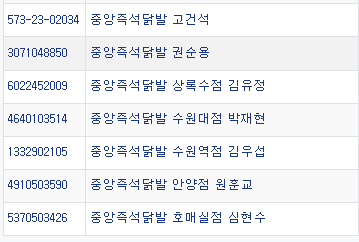 573-23-02034 중앙즉석닭발 고건석
3071048850 중앙즉석닭발 권순용
6022452009 중앙즉석닭발 상록수점 김유정
4640103514 중앙즉석닭발 수원대점 박재현
1332902105 중앙즉석닭발 수원역점 김우섭
4910503590 중앙즉석닭발 안양점 원훈교
5370503426 중앙즉석닭발 호매실점 심현수